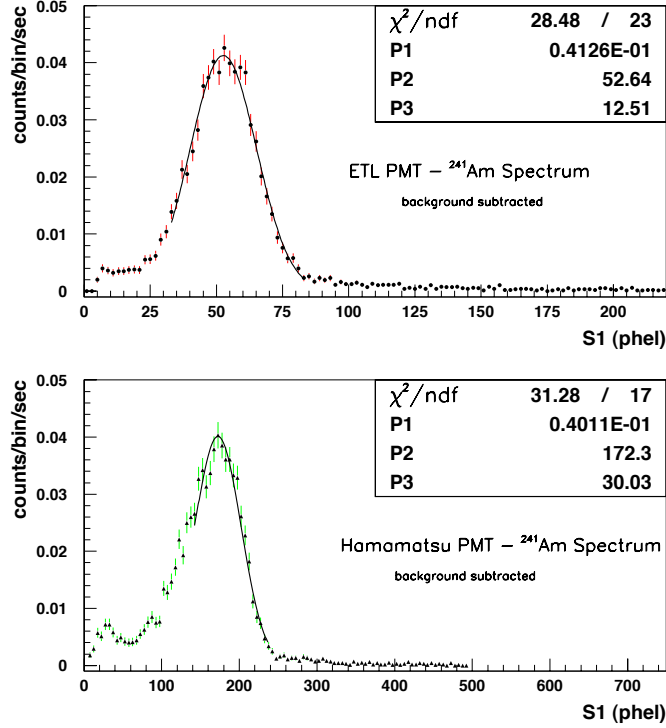 counts/bin/sec
0.05
0.04
0.03
0.02
0.01
0
χ²/ndf 28.48 / 23
P1 0.4126E-01
P2 52.64
P3 12.51
ETL PMT – ²⁴¹Am Spectrum
background subtracted
0 25 50 75 100 125 150 175 200
S1 (phel)
counts/bin/sec
0.05
0.04
0.03
0.02
0.01
0
χ²/ndf 31.28 / 17
P1 0.4011E-01
P2 172.3
P3 30.03
Hamamatsu PMT – ²⁴¹Am Spectrum
background subtracted
0 100 200 300 400 500 600 700
S1 (phel)